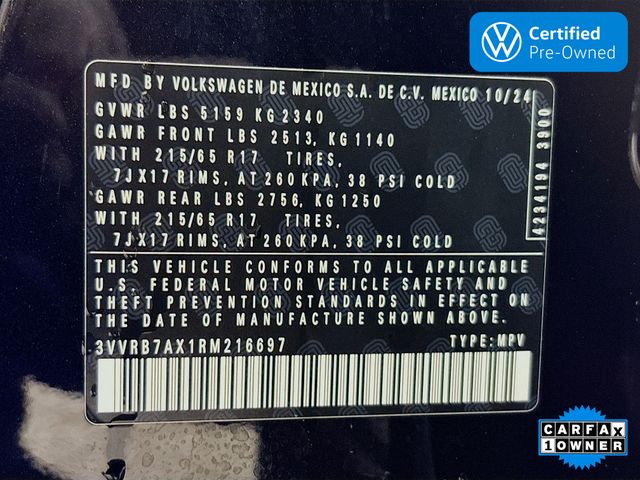 Certified
Pre-Owned
MFD BY VOLKSWAGEN DE MEXICO S.A. DE C.V. MEXICO 10/24
GVWR LBS 5159 KG 2340
GAWR FRONT LBS 2513, KG 1140
WITH 215/65 R17 TIRES,
7JX17 RIMS, AT 260 KPA, 38 PSI COLD
GAWR REAR LBS 2756, KG 1250
WITH 215/65 R17 TIRES,
7JX17 RIMS, AT 260 KPA, 38 PSI COLD
4234194 3900
THIS VEHICLE CONFORMS TO ALL APPLICABLE
U.S. FEDERAL MOTOR VEHICLE SAFETY AND
THEFT PREVENTION STANDARDS IN EFFECT ON
THE DATE OF MANUFACTURE SHOWN ABOVE.
3VVRB7AX1RM216697 TYPE: MPV
CARFAX
1 OWNER